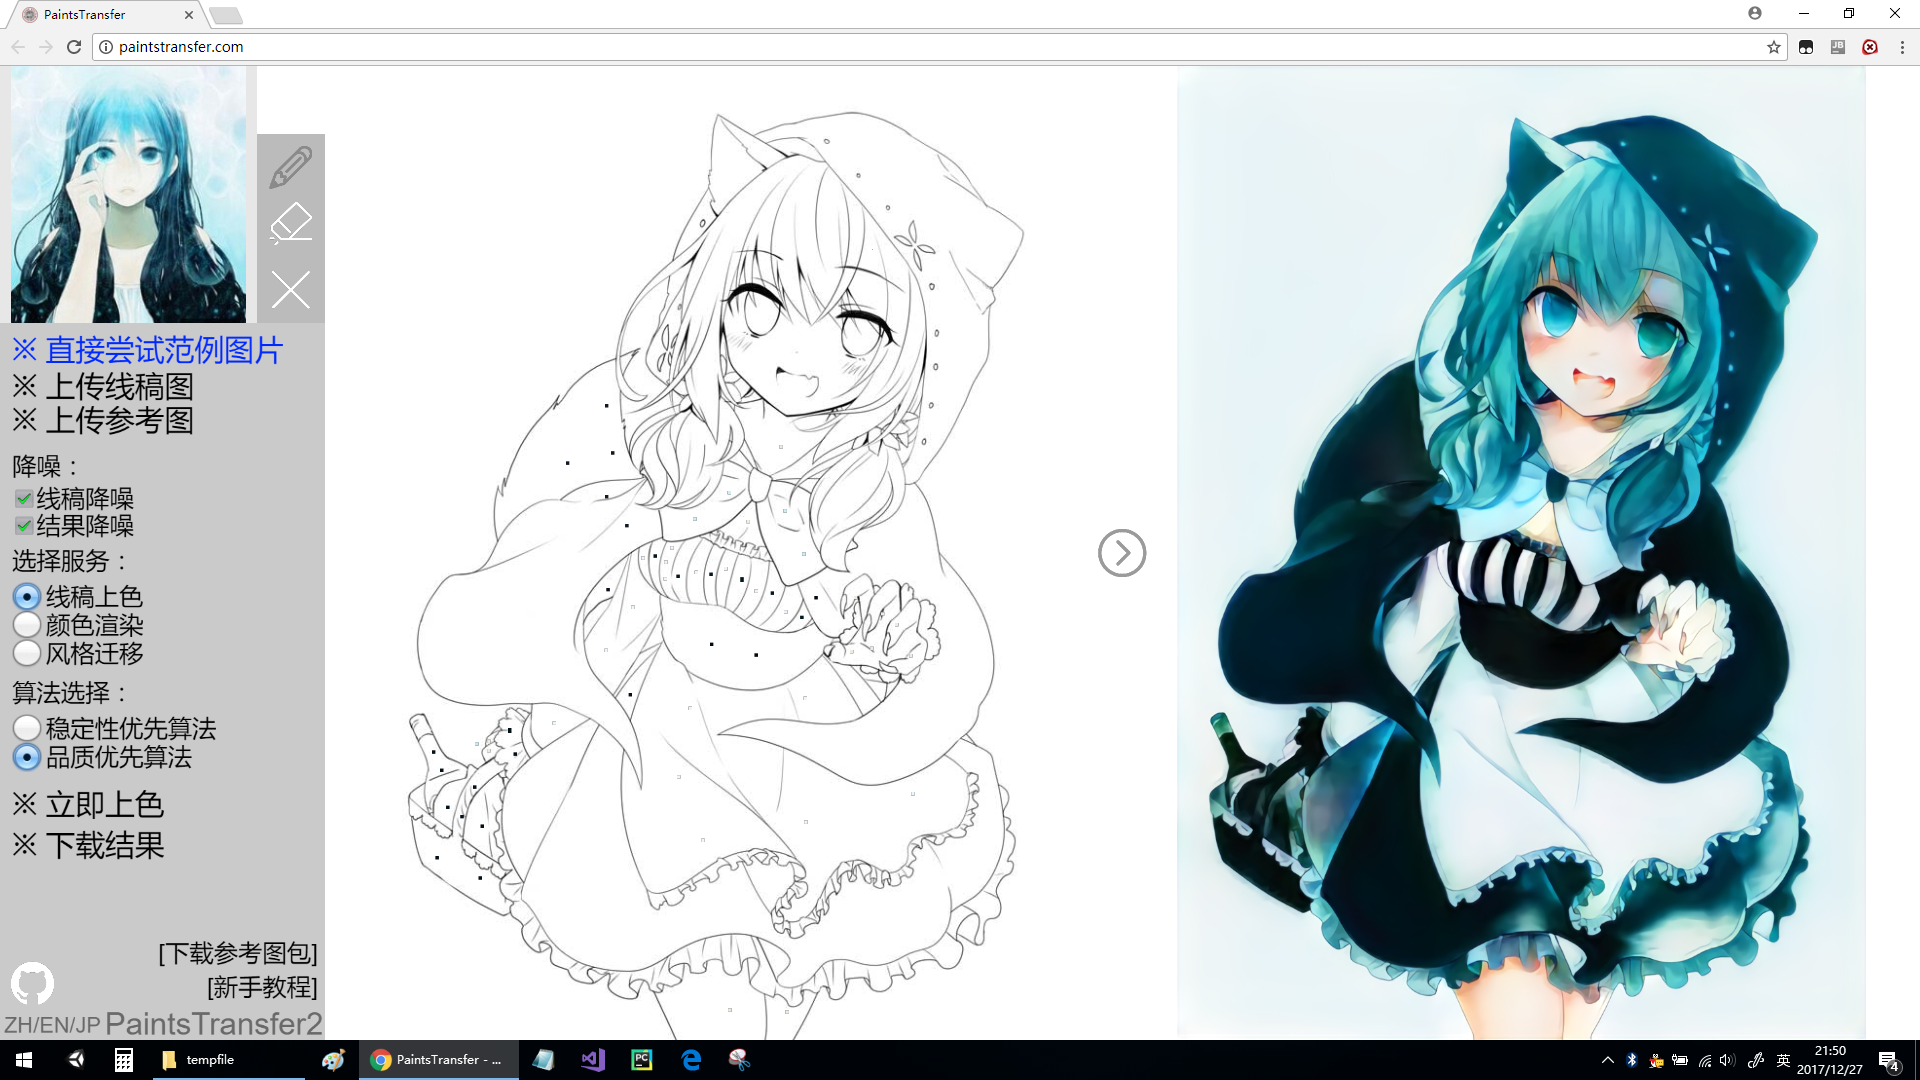 PaintsTransfer
paintstransfer.com
※ 直接尝试范例图片
※ 上传线稿图
※ 上传参考图
降噪：
线稿降噪
结果降噪
选择服务：
线稿上色
颜色渲染
风格迁移
算法选择：
稳定性优先算法
品质优先算法
※ 立即上色
※ 下载结果
[下载参考图包]
[新手教程]
ZH/EN/JP PaintsTransfer2
tempfile
PaintsTransfer - ...
PC
英
21:50
2017/12/27
4
JB